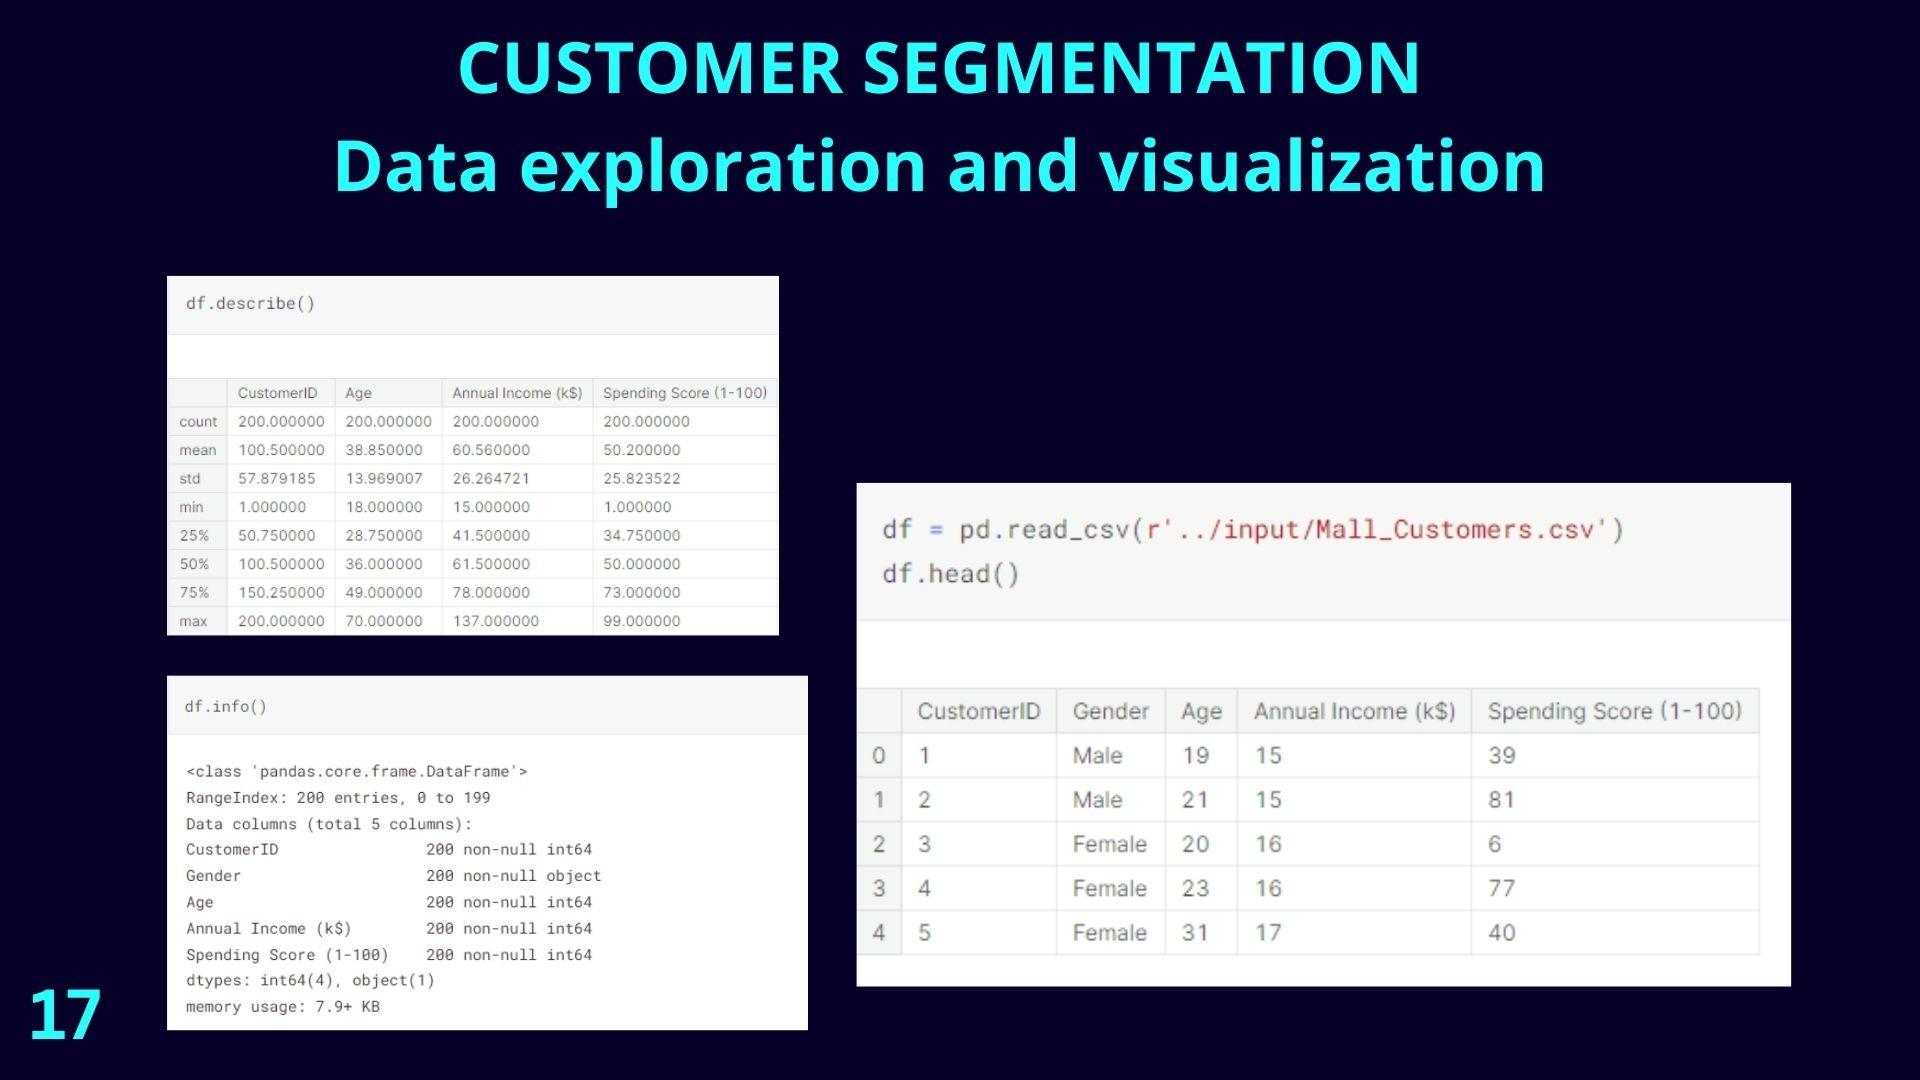 CUSTOMER SEGMENTATION
Data exploration and visualization
df.describe()
CustomerID Age Annual Income (k$) Spending Score (1-100)
count 200.000000 200.000000 200.000000 200.000000
mean 100.500000 38.850000 60.560000 50.200000
std 57.879185 13.969007 26.264721 25.823522
min 1.000000 18.000000 15.000000 1.000000
25% 50.750000 28.750000 41.500000 34.750000
50% 100.500000 36.000000 61.500000 50.000000
75% 150.250000 49.000000 78.000000 73.000000
max 200.000000 70.000000 137.000000 99.000000
df.info()
<class 'pandas.core.frame.DataFrame'>
RangeIndex: 200 entries, 0 to 199
Data columns (total 5 columns):
CustomerID 200 non-null int64
Gender 200 non-null object
Age 200 non-null int64
Annual Income (k$) 200 non-null int64
Spending Score (1-100) 200 non-null int64
dtypes: int64(4), object(1)
memory usage: 7.9+ KB
df = pd.read_csv(r'../input/Mall_Customers.csv')
df.head()
CustomerID Gender Age Annual Income (k$) Spending Score (1-100)
0 1 Male 19 15 39
1 2 Male 21 15 81
2 3 Female 20 16 6
3 4 Female 23 16 77
4 5 Female 31 17 40
17